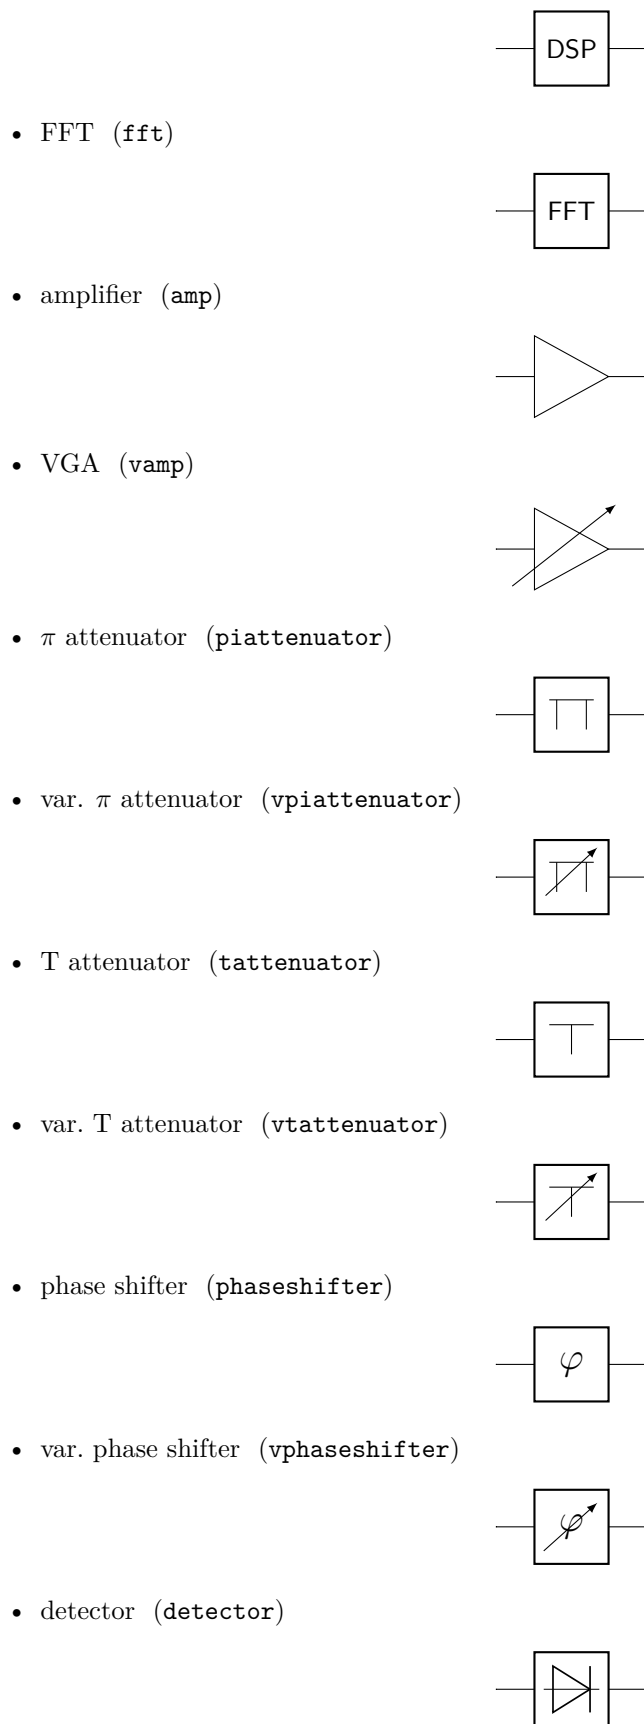 DSP
• FFT (fft)
FFT
• amplifier (amp)
• VGA (vamp)
• π attenuator (piattenuator)
• var. π attenuator (vpiattenuator)
• T attenuator (tattenuator)
• var. T attenuator (vtattenuator)
• phase shifter (phaseshifter)
φ
• var. phase shifter (vphaseshifter)
φ
• detector (detector)